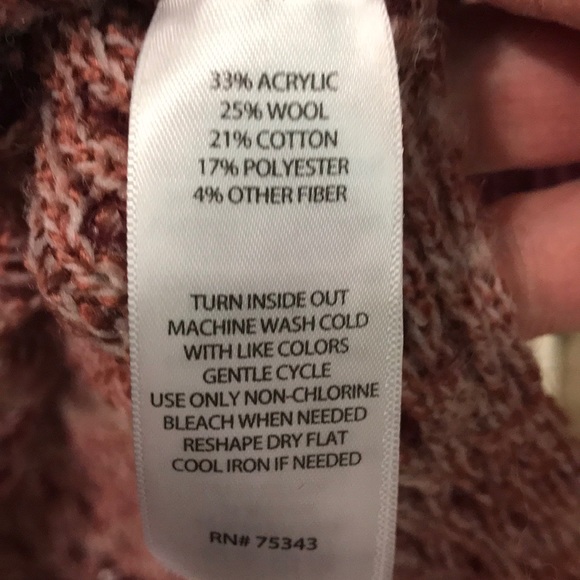 33% ACRYLIC
25% WOOL
21% COTTON
17% POLYESTER
4% OTHER FIBER
TURN INSIDE OUT
MACHINE WASH COLD
WITH LIKE COLORS
GENTLE CYCLE
USE ONLY NON-CHLORINE
BLEACH WHEN NEEDED
RESHAPE DRY FLAT
COOL IRON IF NEEDED
RN# 75343